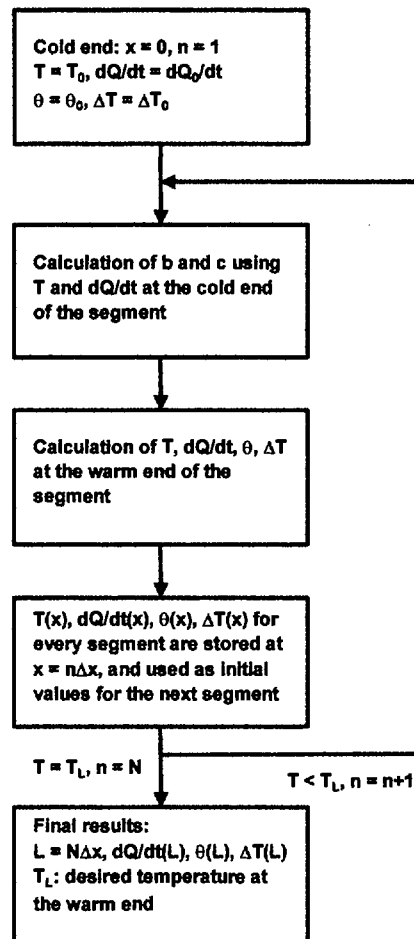 Cold end: x = 0, n = 1
T = T₀, dQ/dt = dQ₀/dt
θ = θ₀, ΔT = ΔT₀
Calculation of b and c using
T and dQ/dt at the cold end
of the segment
Calculation of T, dQ/dt, θ, ΔT
at the warm end of the
segment
T(x), dQ/dt(x), θ(x), ΔT(x) for
every segment are stored at
x = nΔx, and used as initial
values for the next segment
T = T_L, n = N
T < T_L, n = n+1
Final results:
L = NΔx, dQ/dt(L), θ(L), ΔT(L)
T_L: desired temperature at
the warm end